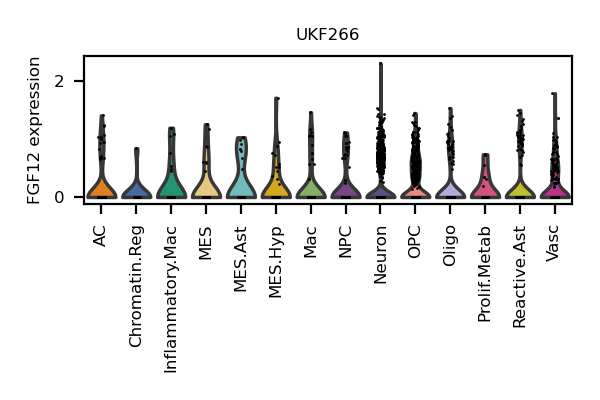 UKF266
FGF12 expression
2
0
AC
Chromatin.Reg
Inflammatory.Mac
MES
MES.Ast
MES.Hyp
Mac
NPC
Neuron
OPC
Oligo
Prolif.Metab
Reactive.Ast
Vasc